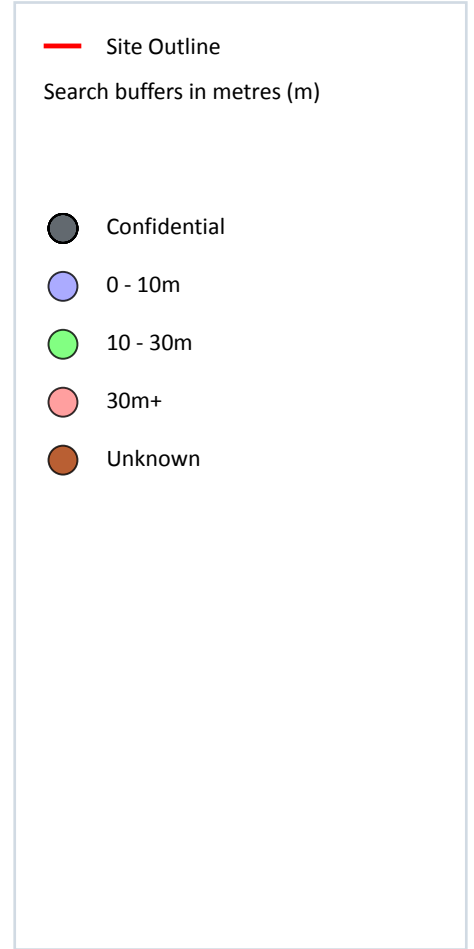 Site Outline
Search buffers in metres (m)
Confidential
0 - 10m
10 - 30m
30m+
Unknown